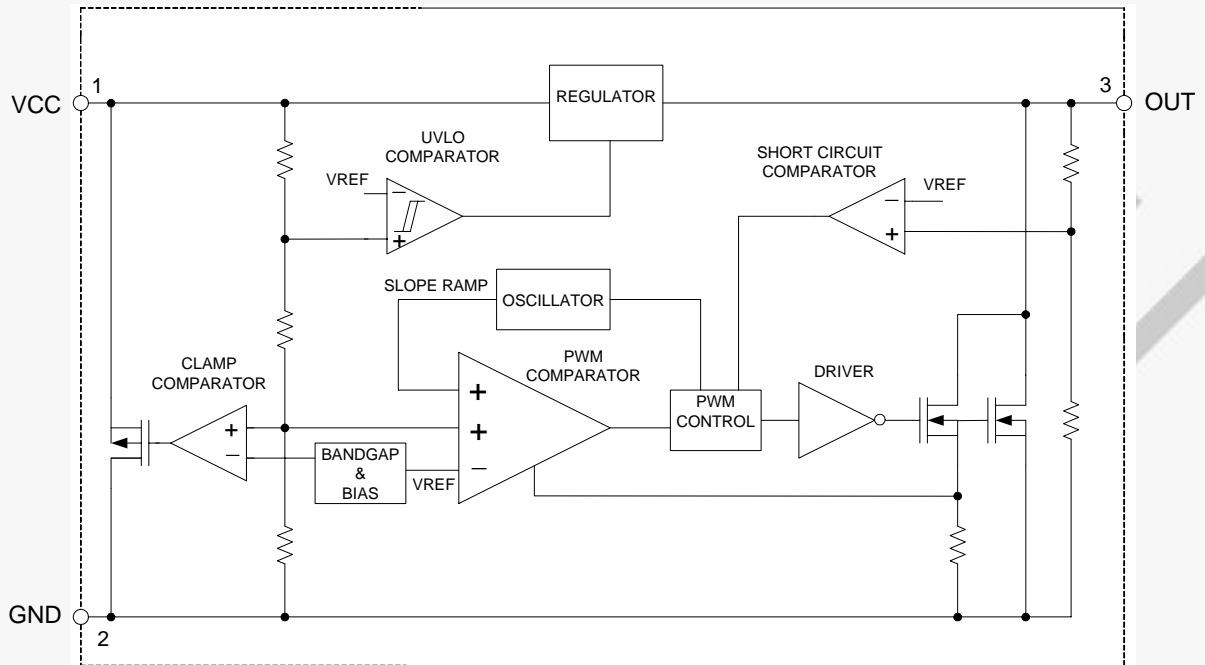 1
VCC
REGULATOR
3
OUT
UVLO
COMPARATOR
VREF
−
+
SHORT CIRCUIT
COMPARATOR
VREF
−
+
SLOPE RAMP
OSCILLATOR
CLAMP
COMPARATOR
+
−
PWM
COMPARATOR
+
+
−
PWM
CONTROL
DRIVER
BANDGAP
&
BIAS
VREF
GND
2